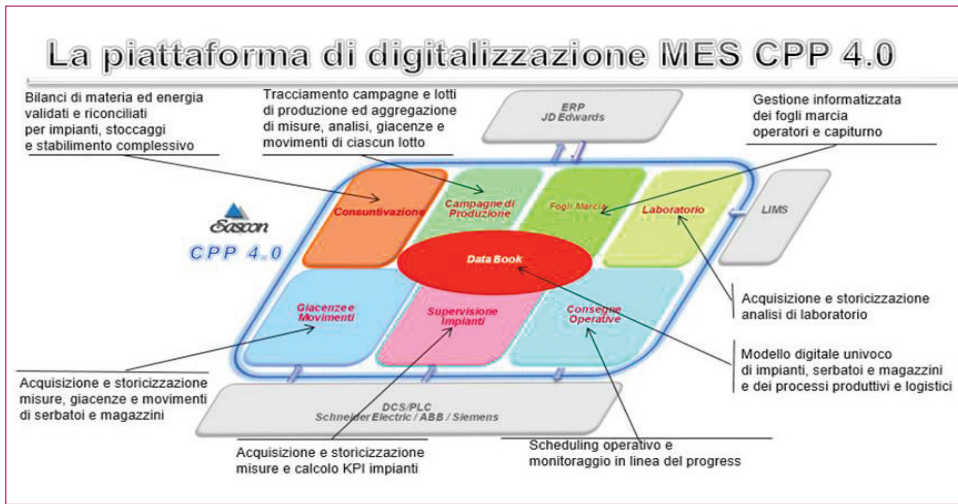 La piattaforma di digitalizzazione MES CPP 4.0
Bilanci di materia ed energia
validati e riconciliati
per impianti, stoccaggi
e stabilimento complessivo
Tracciamento campagne e lotti
di produzione ed aggregazione
di misure, analisi, giacenze e
movimenti di ciascun lotto
ERP
JD Edwards
Gestione informatizzata
dei fogli marcia
operatori e capiturno
Sascon
CPP 4.0
Consuntivazione
Campagne di
Produzione
Fogli Marcia
Laboratorio
LIMS
Data Book
Giacenze e
Movimenti
Supervisione
Impianti
Consegne
Operative
Acquisizione e storicizzazione
analisi di laboratorio
Modello digitale univoco
di impianti, serbatoi e magazzini
e dei processi produttivi e logistici
Acquisizione e storicizzazione
misure, giacenze e movimenti
di serbatoi e magazzini
DCS/PLC
Schneider Electric / ABB / Siemens
Acquisizione e storicizzazione
misure e calcolo KPI impianti
Scheduling operativo e
monitoraggio in linea del progress